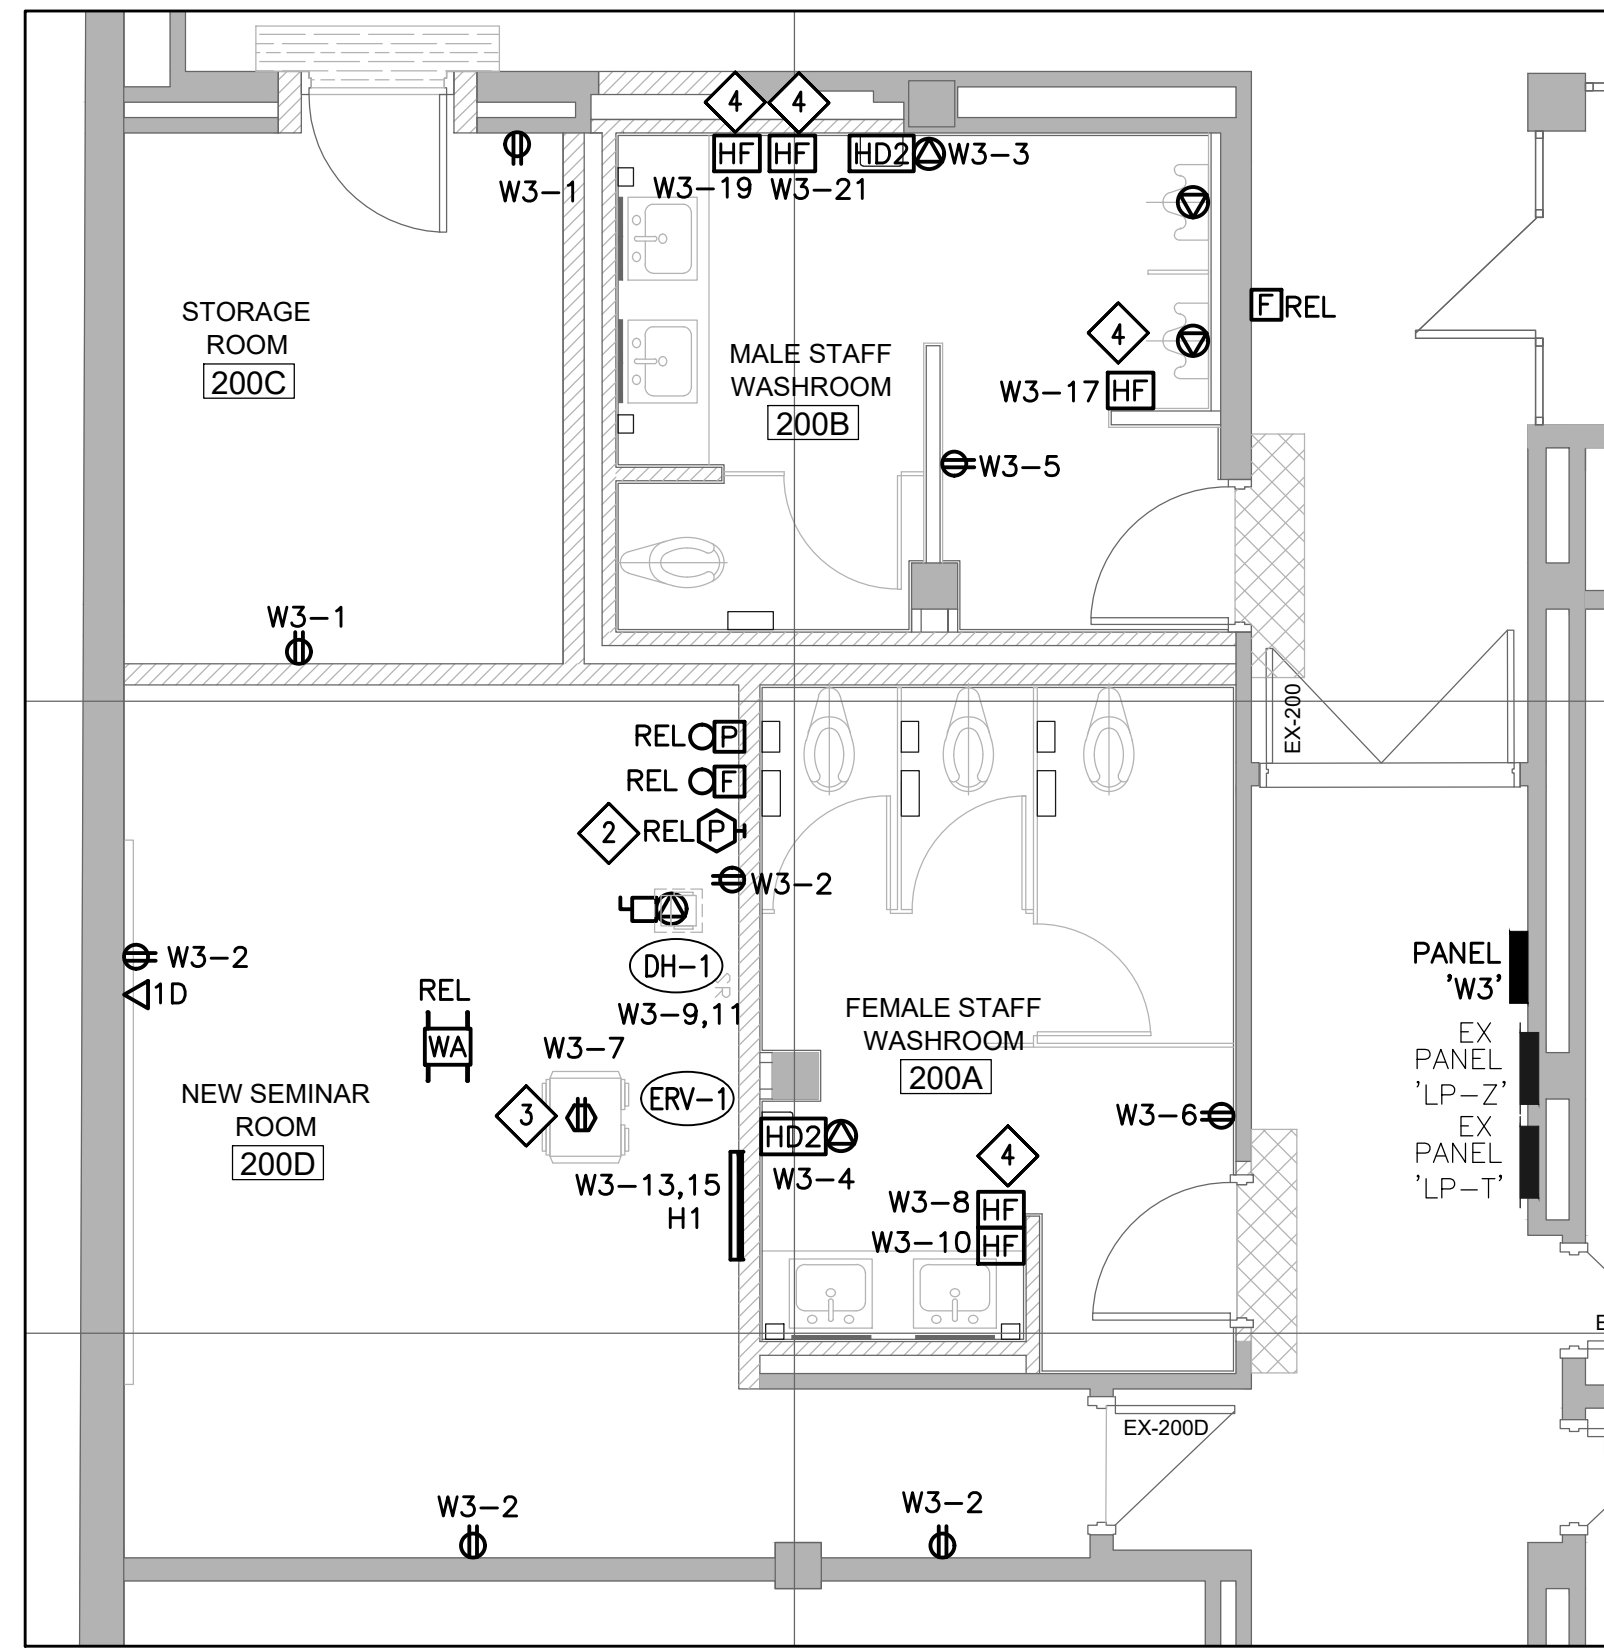 4
4
HF
HF
HD2
W3-3
W3-1
W3-19
W3-21
STORAGE
ROOM
200C
F
REL
4
MALE STAFF
WASHROOM
200B
W3-17
HF
W3-5
W3-1
EX-200
REL
P
REL
F
2
REL
P
W3-2
W3-2
1D
DH-1
SR
W3-9,11
REL
WA
W3-7
3
ERV-1
FEMALE STAFF
WASHROOM
200A
PANEL
'W3'
EX
PANEL
'LP-Z'
EX
PANEL
'LP-T'
NEW SEMINAR
ROOM
200D
W3-6
HD2
W3-4
4
W3-13,15
H1
W3-8
HF
W3-10
HF
E
EX-200D
W3-2
W3-2